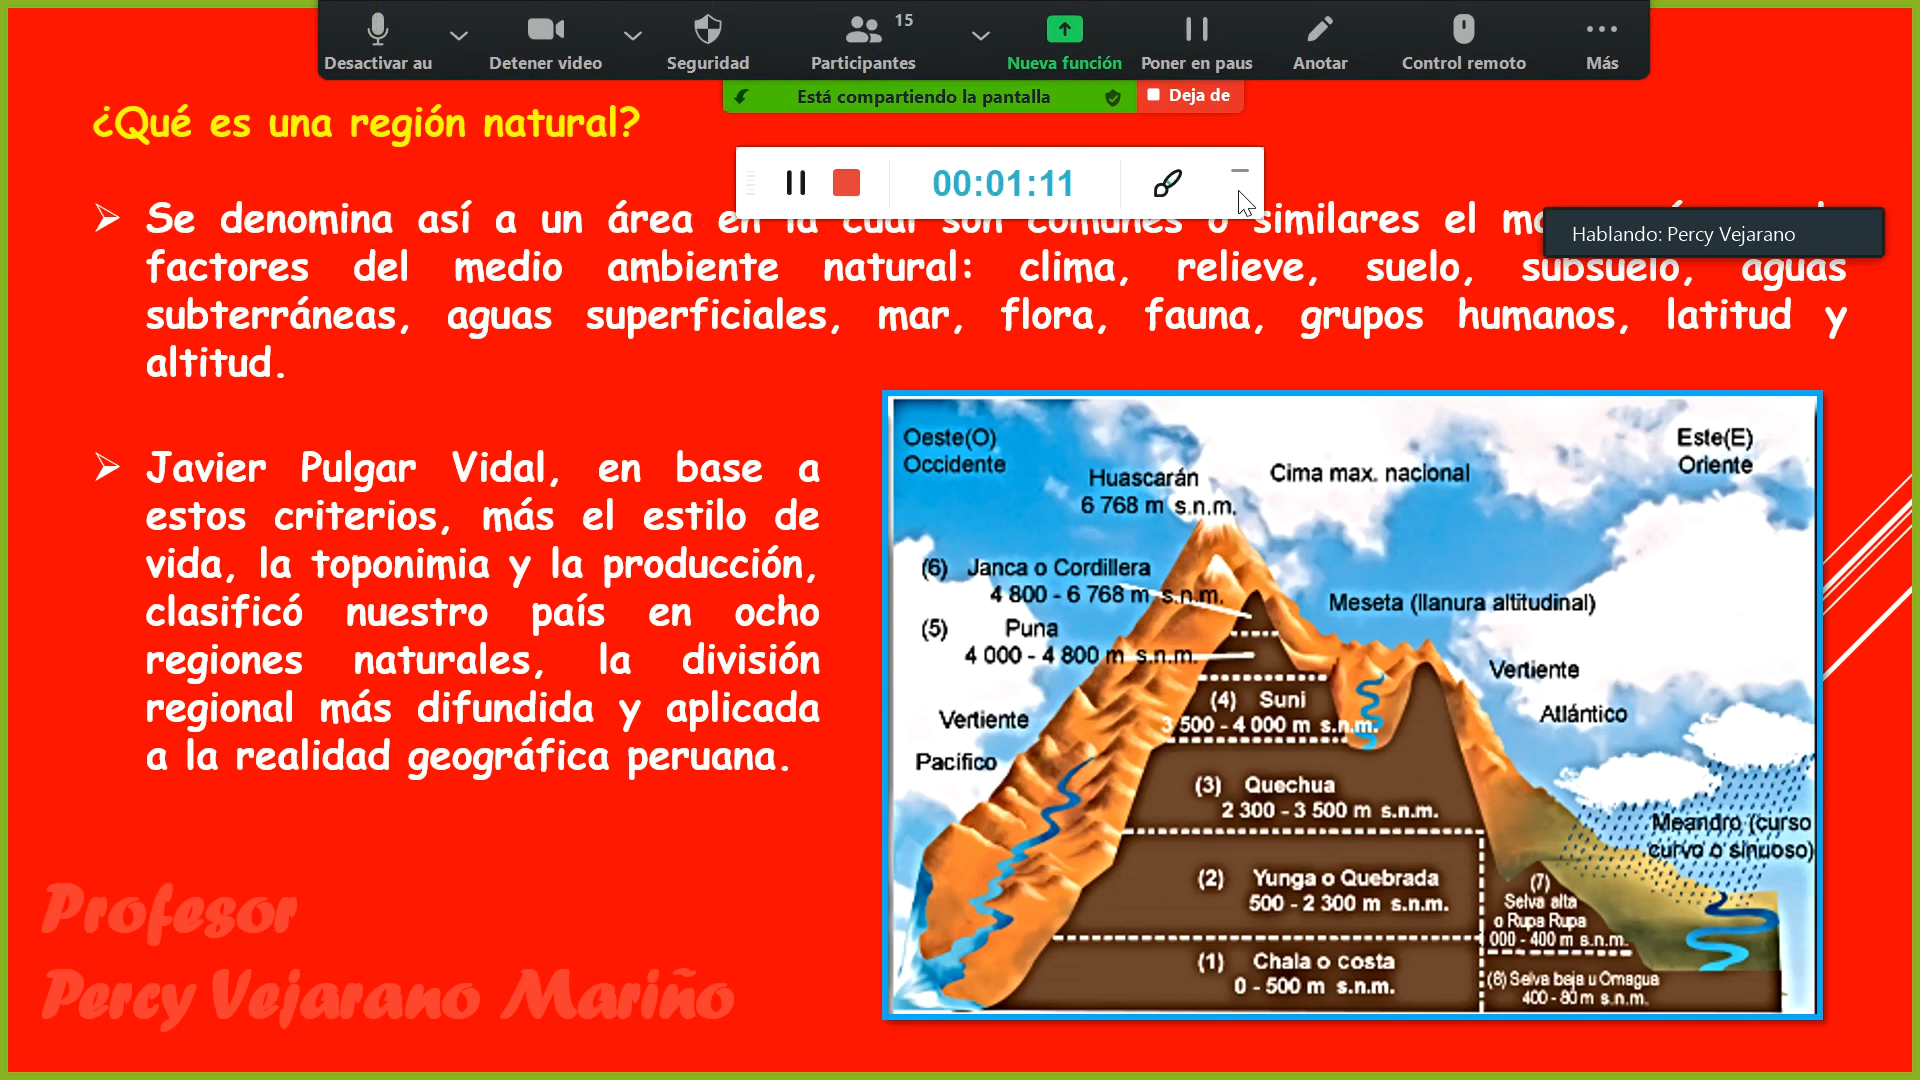 Desactivar au
Detener video
Seguridad
Participantes
15
Nueva función
Poner en paus
Anotar
Control remoto
Más
Está compartiendo la pantalla
Deja de
¿Qué es una región natural?
00:01:11
Hablando: Percy Vejarano
Se denomina así a un área en la cual son comunes o similares el
factores del medio ambiente natural: clima, relieve, suelo, subsuelo, aguas
subterráneas, aguas superficiales, mar, flora, fauna, grupos humanos, latitud y
altitud.
Javier Pulgar Vidal, en base a
estos criterios, más el estilo de
vida, la toponimia y la producción,
clasificó nuestro país en ocho
regiones naturales, la división
regional más difundida y aplicada
a la realidad geográfica peruana.
Profesor
Percy Vejarano Mariño
Oeste(O)
Occidente
Huascarán
6 768 m s.n.m.
Cima max. nacional
Este(E)
Oriente
(6) Janca o Cordillera
4 800 - 6 768 m s.n.m.
(5) Puna
4 000 - 4 800 m s.n.m.
Meseta (llanura altitudinal)
Vertiente
Atlántico
(4) Suni
3 500 - 4 000 m s.n.m.
Vertiente
Pacífico
(3) Quechua
2 300 - 3 500 m s.n.m.
Meandro (curso
curvo o sinuoso)
(2) Yunga o Quebrada
500 - 2 300 m s.n.m.
(7)
Selva alta
o Rupa Rupa
000 - 400 m s.n.m.
(1) Chala o costa
0 - 500 m s.n.m.
(8) Selva baja u Omagua
400 - 80 m s.n.m.